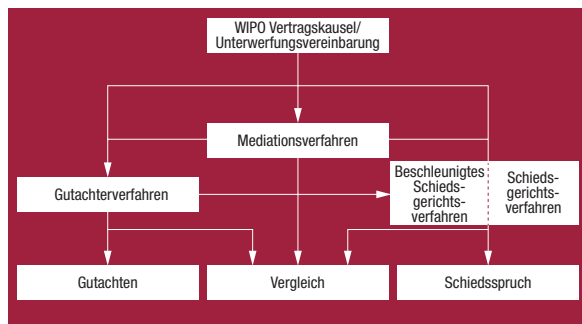 WIPO Vertragskausel/
Unterwerfungsvereinbarung
Mediationsverfahren
Gutachterverfahren
Beschleunigtes
Schieds-
gerichts-
verfahren
Schieds-
gerichts-
verfahren
Gutachten
Vergleich
Schiedsspruch